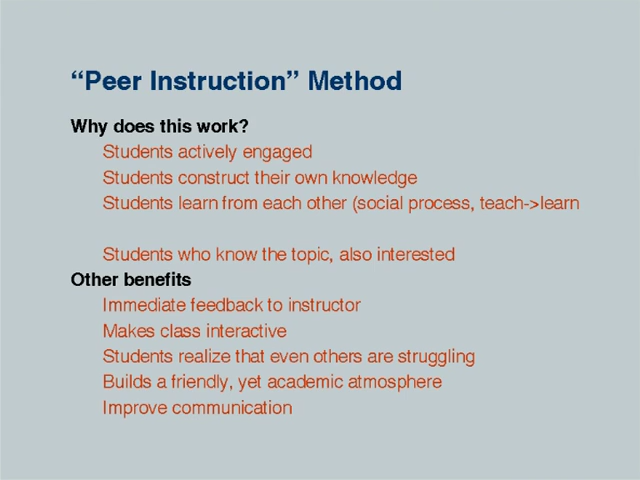 “Peer Instruction” Method
Why does this work?
Students actively engaged
Students construct their own knowledge
Students learn from each other (social process, teach->learn
Students who know the topic, also interested
Other benefits
Immediate feedback to instructor
Makes class interactive
Students realize that even others are struggling
Builds a friendly, yet academic atmosphere
Improve communication